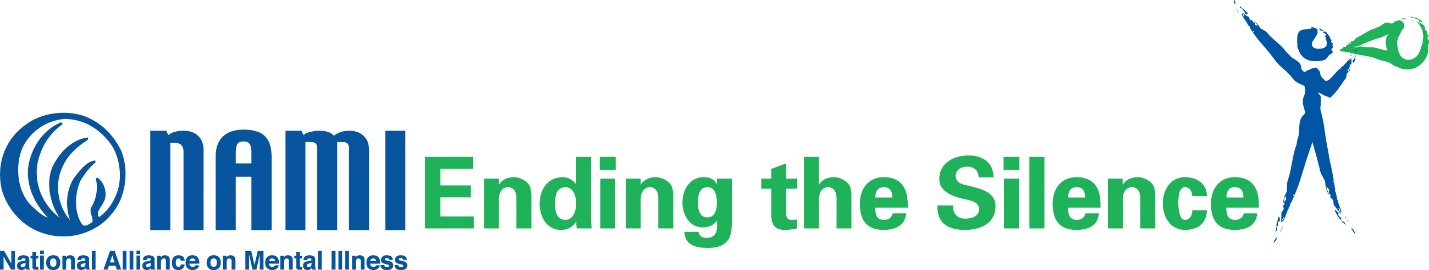 NAMI Ending the Silence
National Alliance on Mental Illness